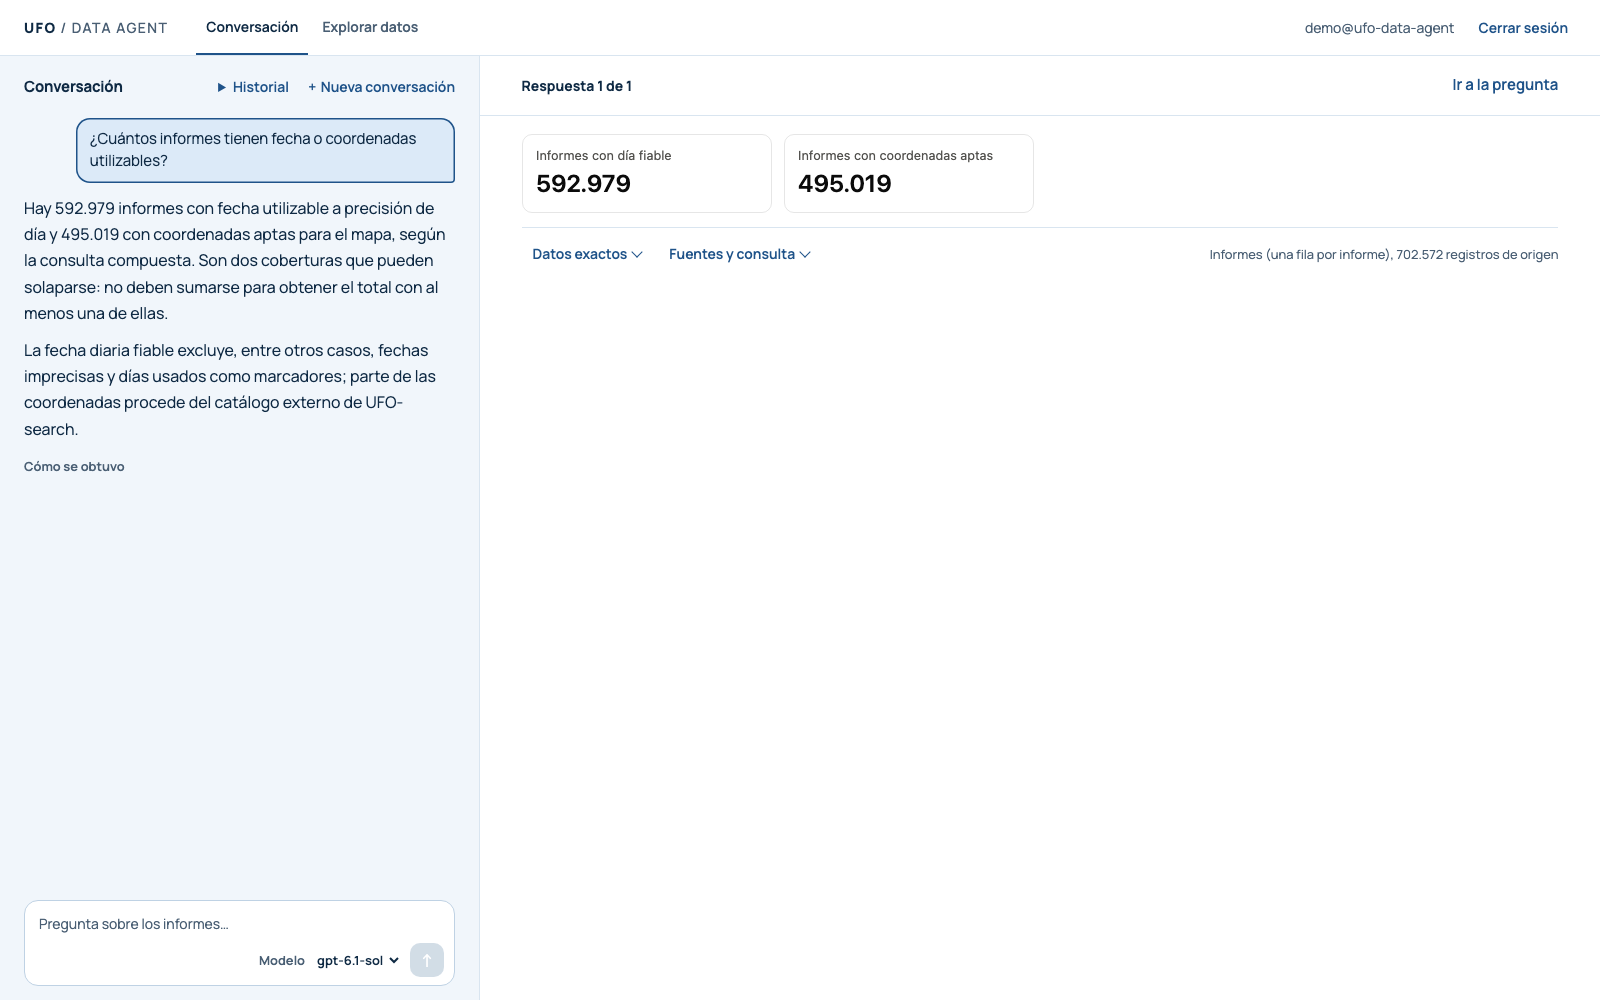 UFO / DATA AGENT
Conversación
Explorar datos
demo@ufo-data-agent
Cerrar sesión
Conversación
Historial
+ Nueva conversación
¿Cuántos informes tienen fecha o coordenadas
utilizables?
Hay 592.979 informes con fecha utilizable a precisión de
día y 495.019 con coordenadas aptas para el mapa, según
la consulta compuesta. Son dos coberturas que pueden
solaparse: no deben sumarse para obtener el total con al
menos una de ellas.
La fecha diaria fiable excluye, entre otros casos, fechas
imprecisas y días usados como marcadores; parte de las
coordenadas procede del catálogo externo de UFO-
search.
Cómo se obtuvo
Pregunta sobre los informes…
Modelo
gpt-6.1-sol
Respuesta 1 de 1
Ir a la pregunta
Informes con día fiable
592.979
Informes con coordenadas aptas
495.019
Datos exactos
Fuentes y consulta
Informes (una fila por informe), 702.572 registros de origen